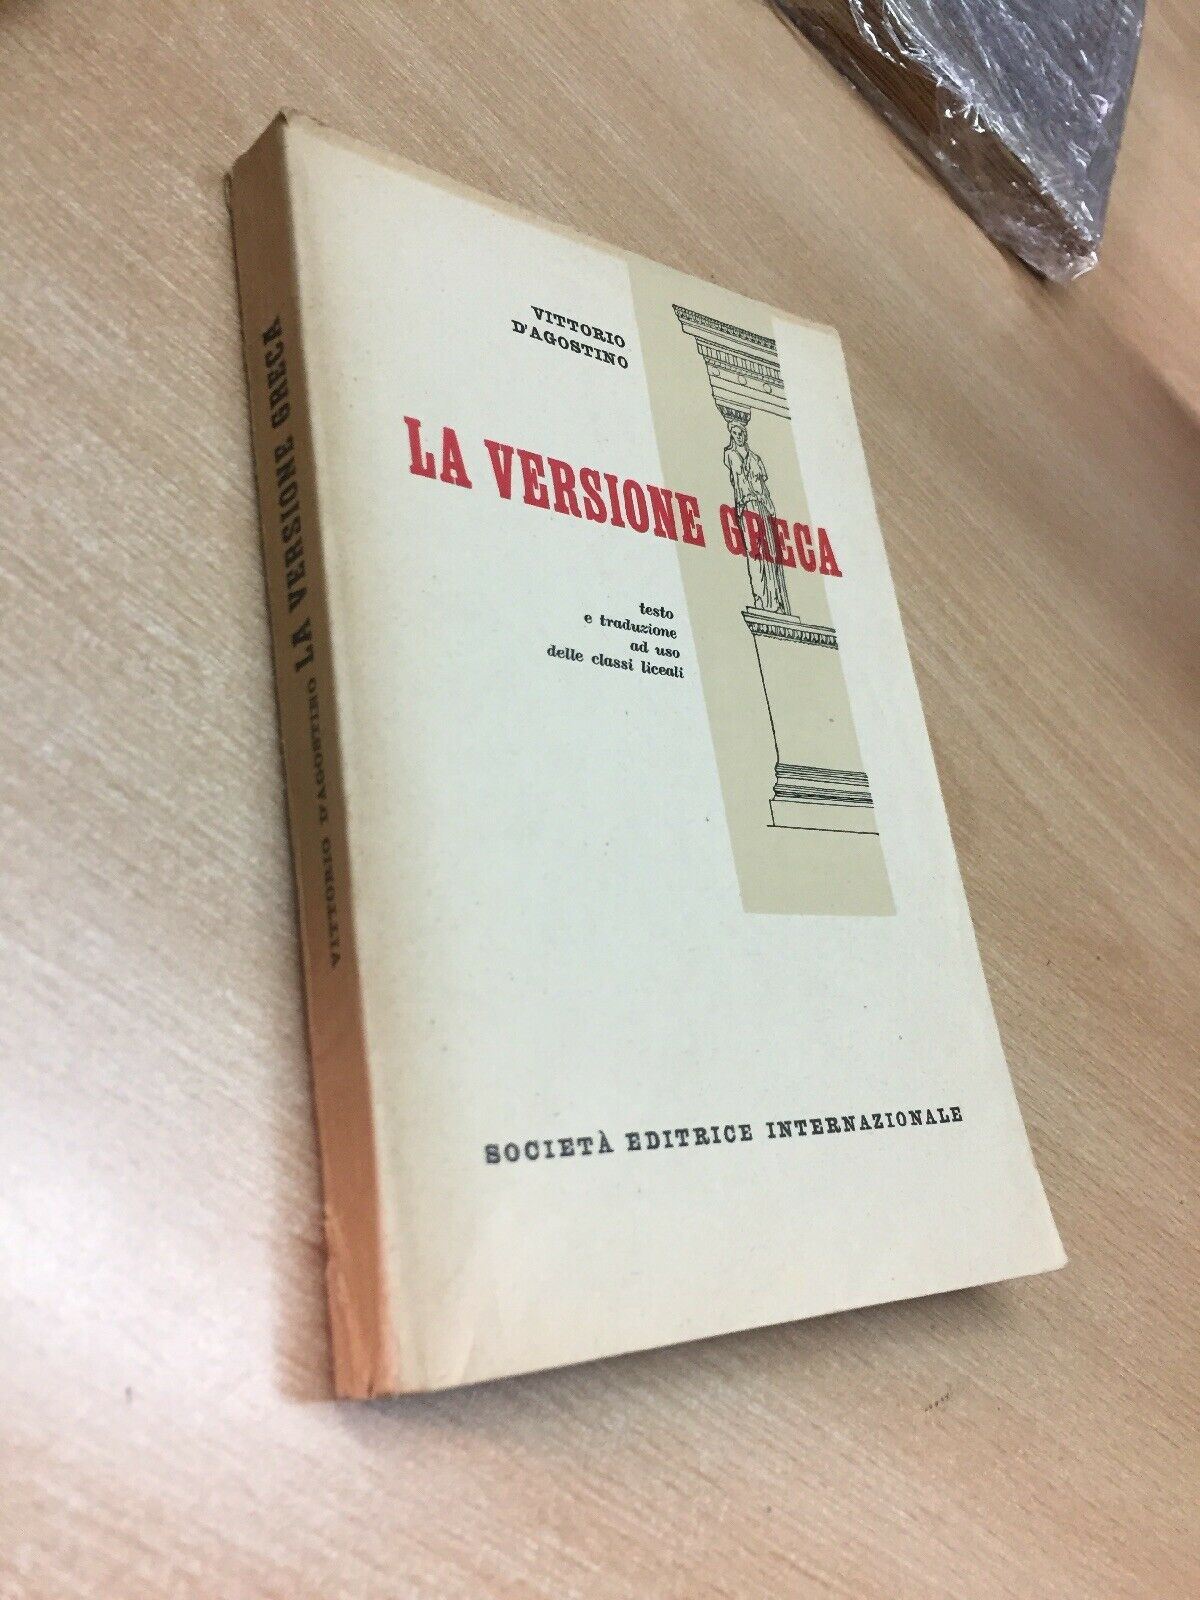 VITTORIO
D'AGOSTINO
LA VERSIONE GRECA
testo
e traduzione
ad uso
delle classi liceali
SOCIETÀ EDITRICE INTERNAZIONALE
VITTORIO D'AGOSTINO LA VERSIONE GRECA